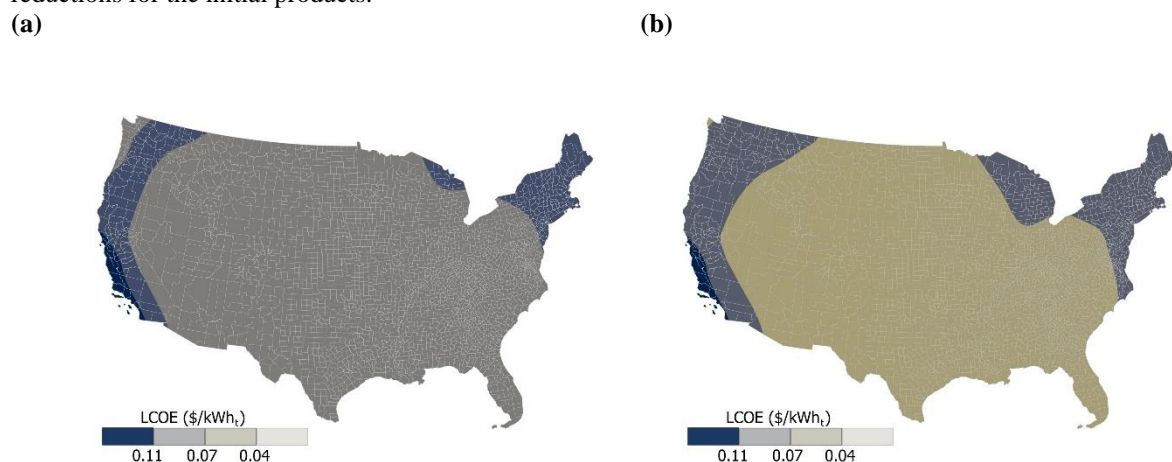 reductions for the initial products.
(a) (b)
LCOE ($/kWht) LCOE ($/kWht)
0.11 0.07 0.04 0.11 0.07 0.04